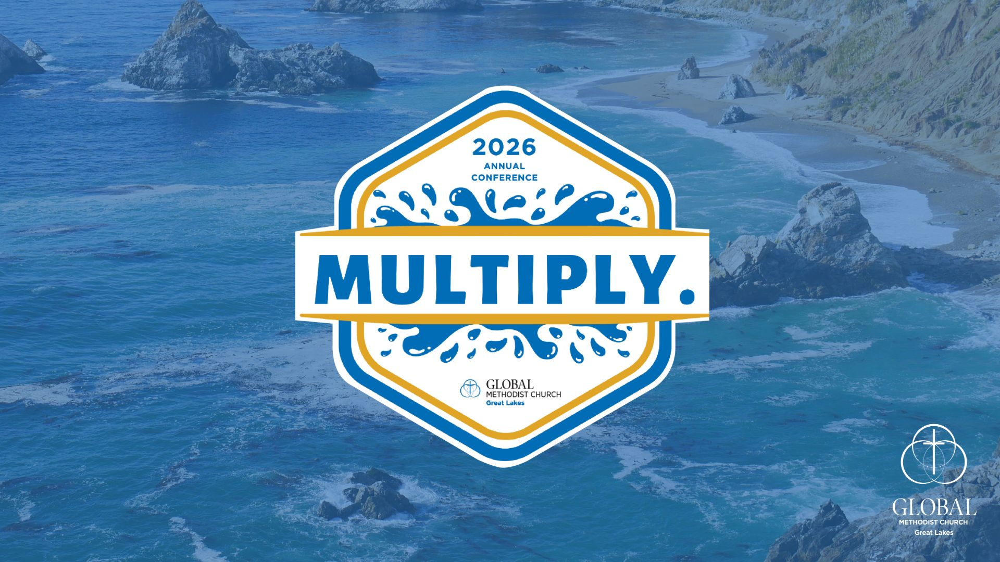 2026
ANNUAL
CONFERENCE
MULTIPLY.
GLOBAL
METHODIST CHURCH
Great Lakes
GLOBAL
METHODIST CHURCH
Great Lakes